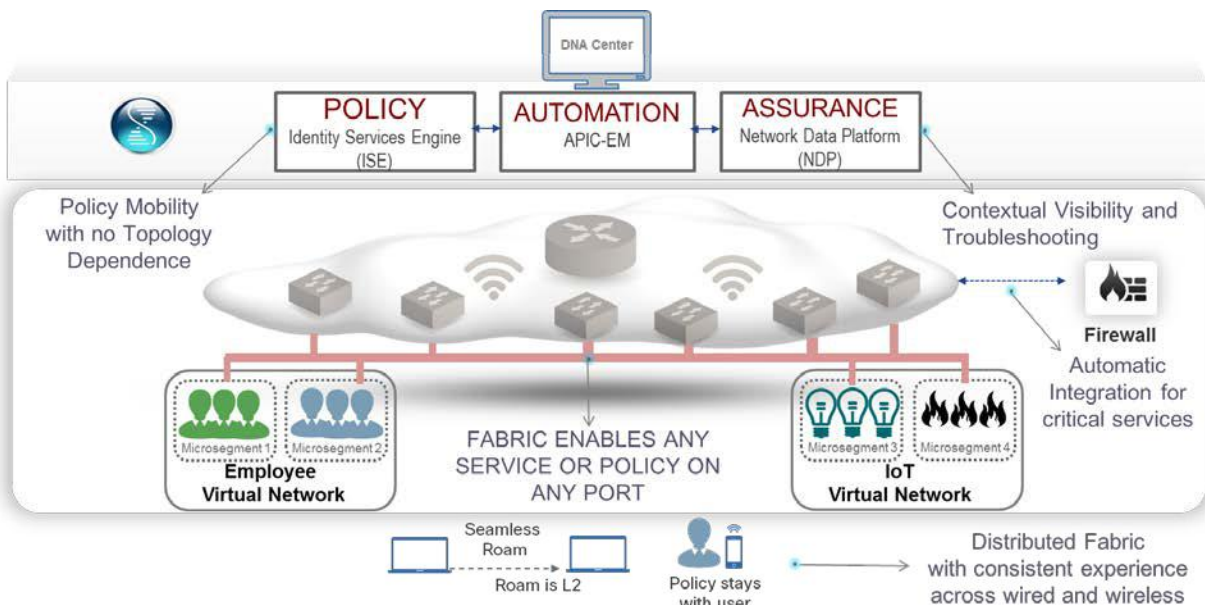 DNA Center
POLICY
Identity Services Engine
(ISE)
AUTOMATION
APIC-EM
ASSURANCE
Network Data Platform
(NDP)
Policy Mobility
with no Topology
Dependence
Contextual Visibility and
Troubleshooting
Firewall
Automatic
Integration for
critical services
Microsegment 1
Microsegment 2
Employee
Virtual Network
FABRIC ENABLES ANY
SERVICE OR POLICY ON
ANY PORT
Microsegment 3
Microsegment 4
IoT
Virtual Network
Seamless
Roam
Roam is L2
Policy stays
with user
Distributed Fabric
with consistent experience
across wired and wireless